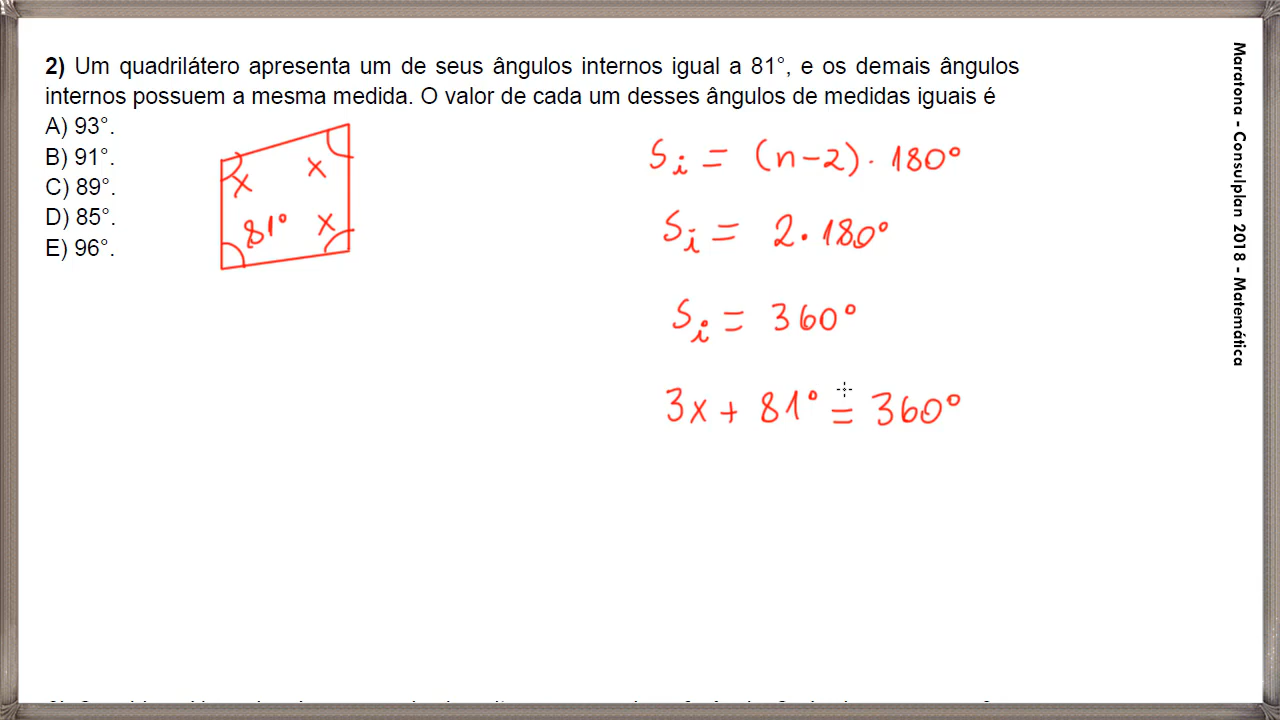 2) Um quadrilátero apresenta um de seus ângulos internos igual a 81°, e os demais ângulos
internos possuem a mesma medida. O valor de cada um desses ângulos de medidas iguais é
A) 93°.
B) 91°.
C) 89°.
D) 85°.
E) 96°.
x x
81° x
Si = (n-2). 180°
Si = 2.180°
Si = 360°
3x + 81° = 360°
Maratona - Consulplan 2018 - Matemática